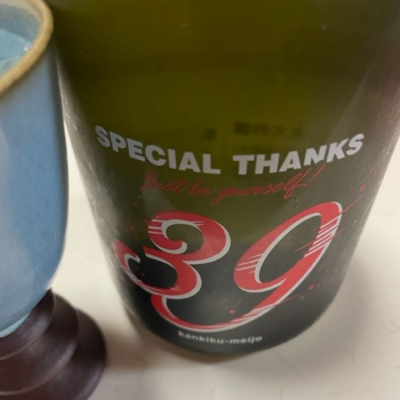 SPECIAL THANKS
Just be yourself!
39
kankiku-meijo